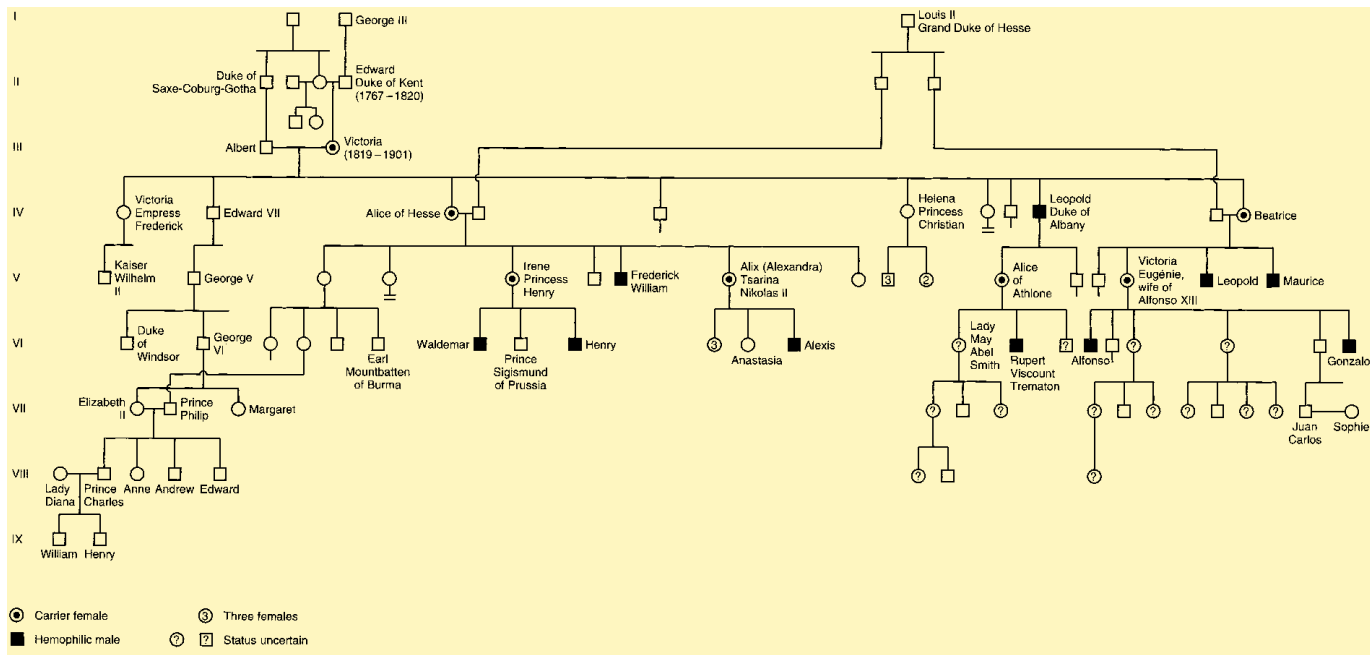 I
George III
Louis II
Grand Duke of Hesse
II
Duke of
Saxe-Coburg-Gotha
Edward
Duke of Kent
(1767–1820)
III
Albert
Victoria
(1819–1901)
IV
Victoria
Empress
Frederick
Edward VII
Alice of Hesse
Helena
Princess
Christian
Leopold
Duke of
Albany
Beatrice
V
Kaiser
Wilhelm
II
George V
Irene
Princess
Henry
Frederick
William
Alix (Alexandra)
Tsarina
Nikolas II
3
2
Alice
of
Athlone
Victoria
Eugénie,
wife of
Alfonso XIII
Leopold
Maurice
VI
Duke
of
Windsor
George
VI
Earl
Mountbatten
of Burma
Waldemar
Prince
Sigismund
of Prussia
Henry
3
Anastasia
Alexis
?
Lady
May
Abel
Smith
Rupert
Viscount
Trematon
?
Alfonso
?
?
Gonzalo
VII
Elizabeth
II
Prince
Philip
Margaret
?
?
?
?
?
?
?
Juan
Carlos
Sophie
VIII
Lady
Diana
Prince
Charles
Anne
Andrew
Edward
?
?
IX
William
Henry
Carrier female
3 Three females
Hemophilic male
? ? Status uncertain